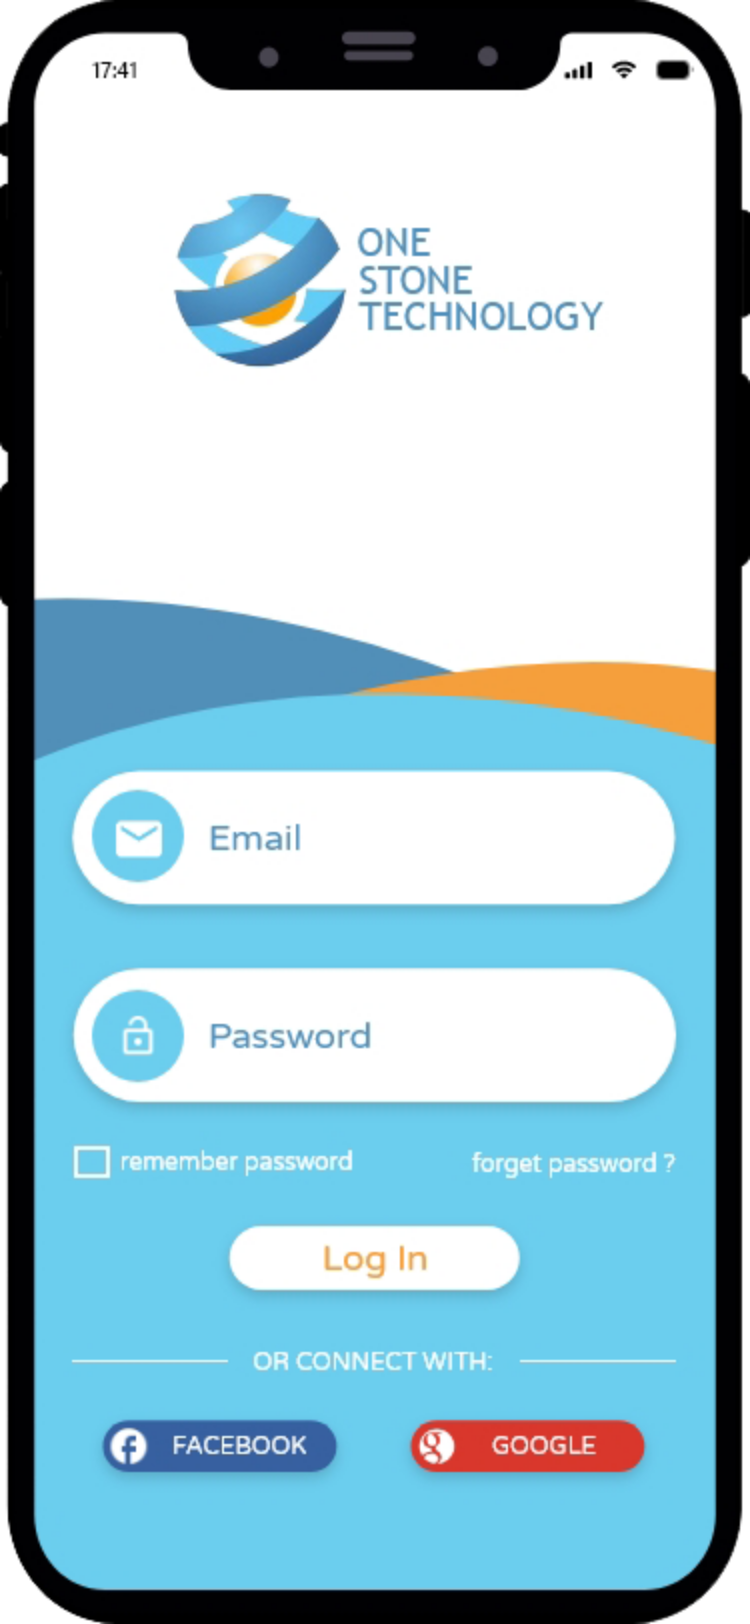 17:41
ONE
STONE
TECHNOLOGY
Email
Password
remember password
forget password ?
Log In
OR CONNECT WITH:
FACEBOOK
GOOGLE